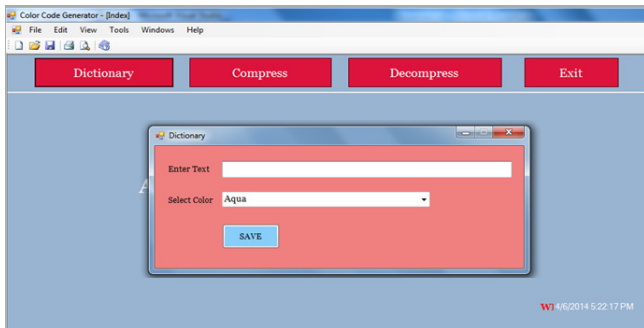 Color Code Generator - [Index]
File Edit View Tools Windows Help
Dictionary Compress Decompress Exit
Dictionary
Enter Text
A
Select Color Aqua
SAVE
4/6/2014 5:22:17 PM